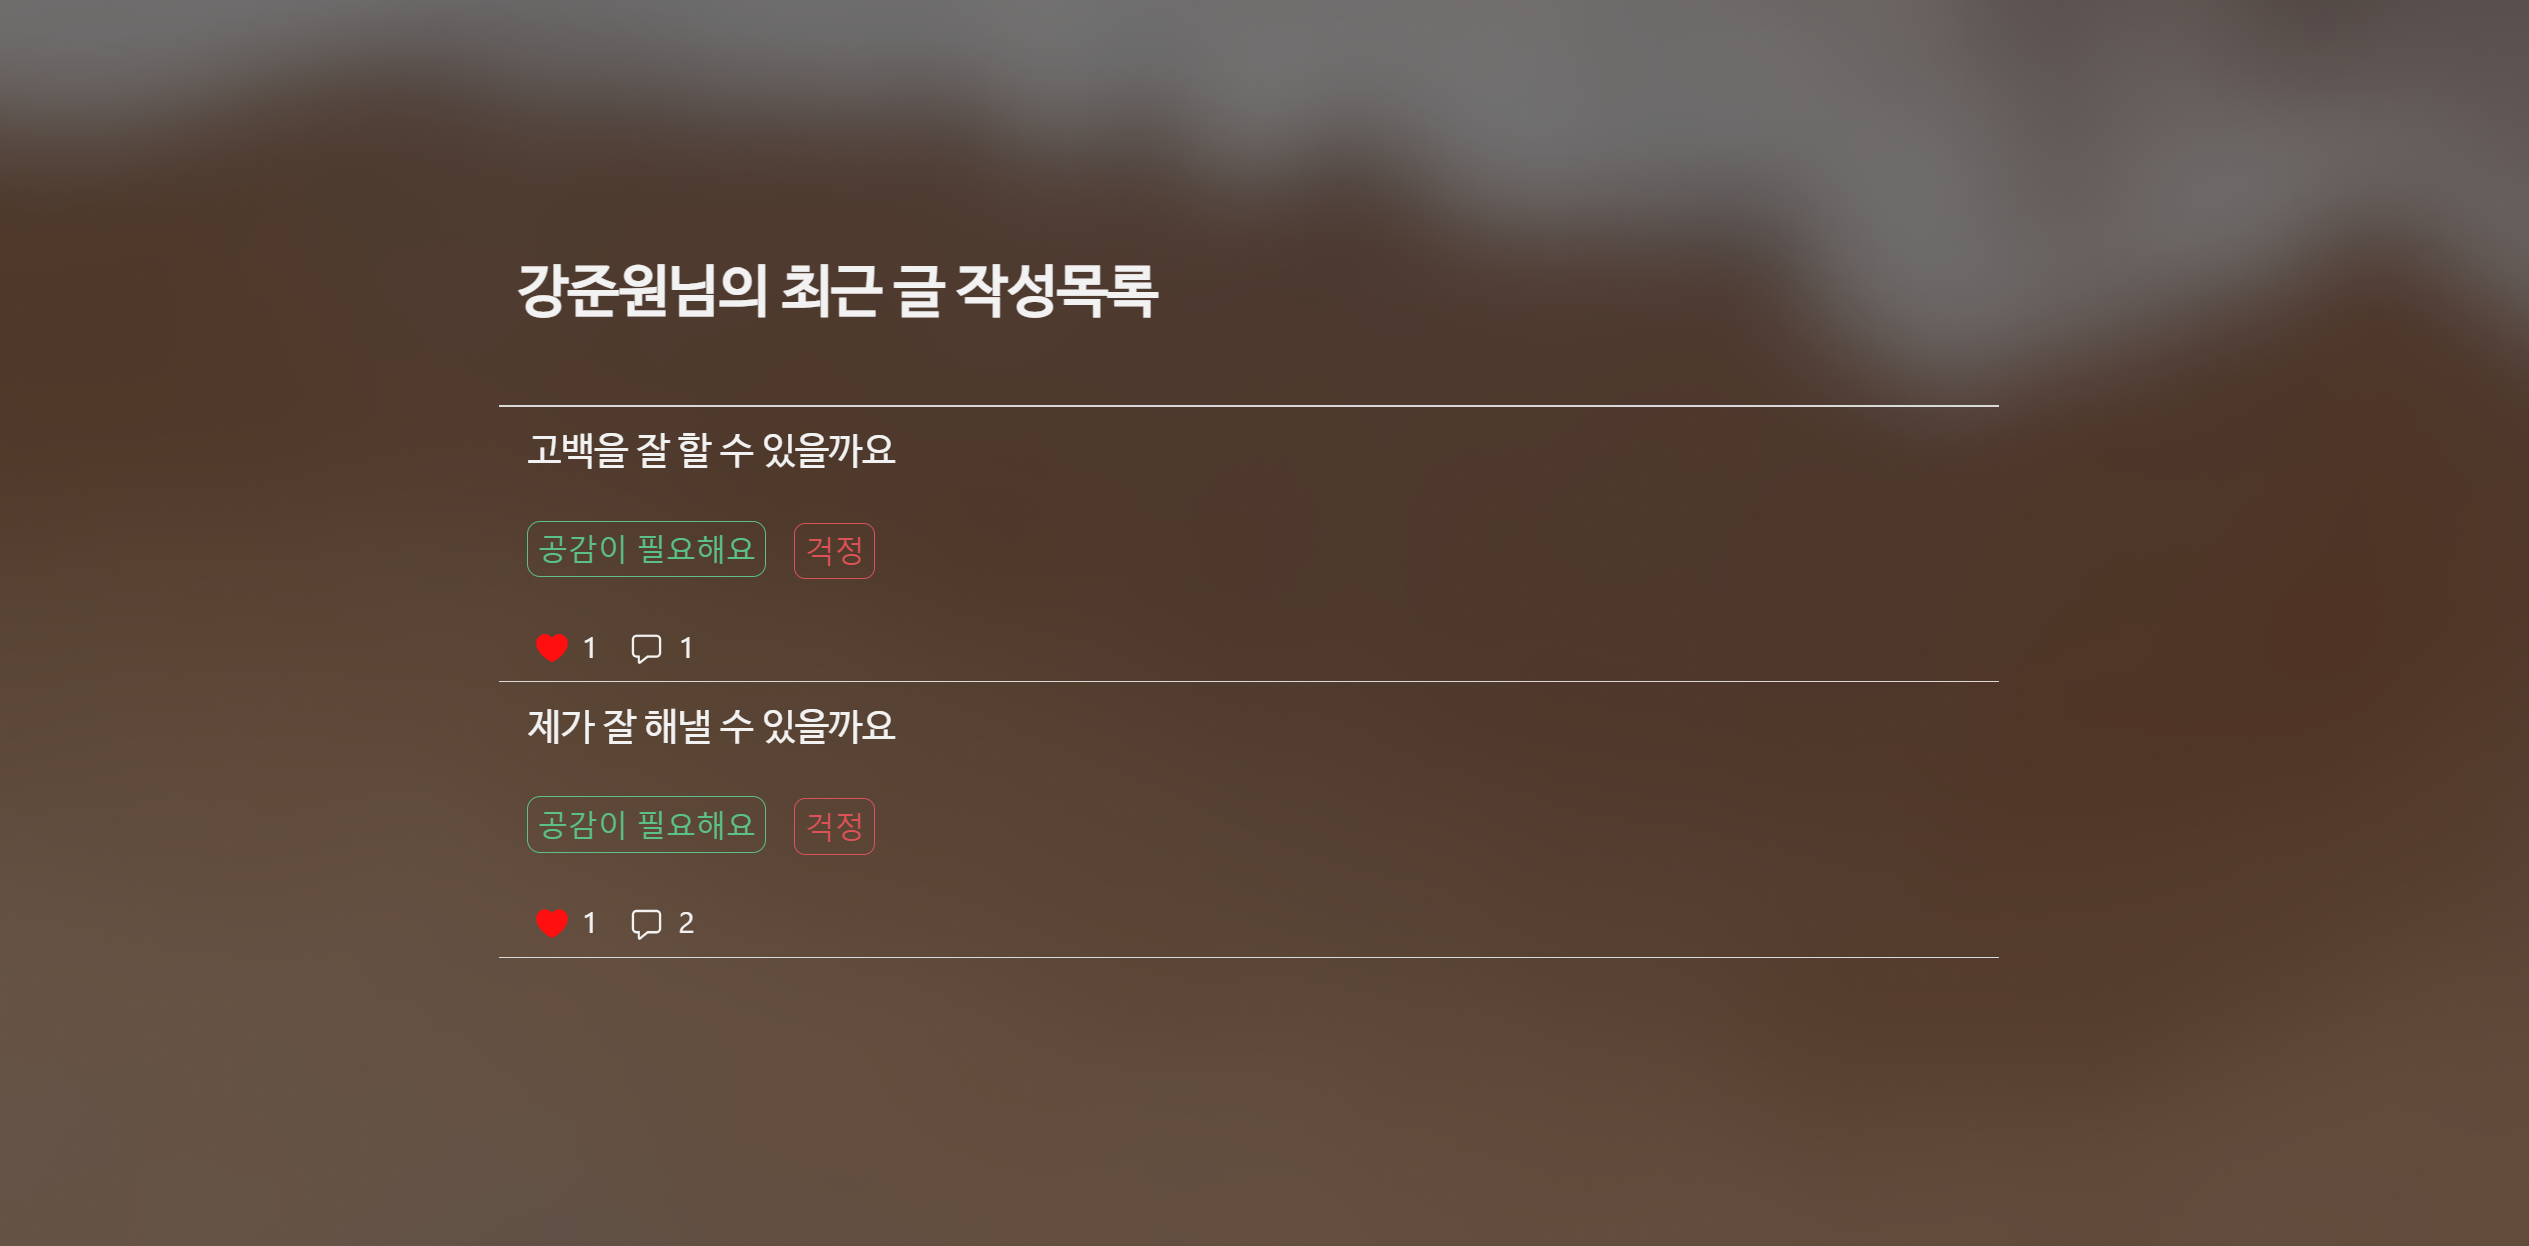 강준원님의 최근 글 작성목록
고백을 잘 할 수 있을까요
공감이 필요해요 걱정
1 1
제가 잘 해낼 수 있을까요
공감이 필요해요 걱정
1 2